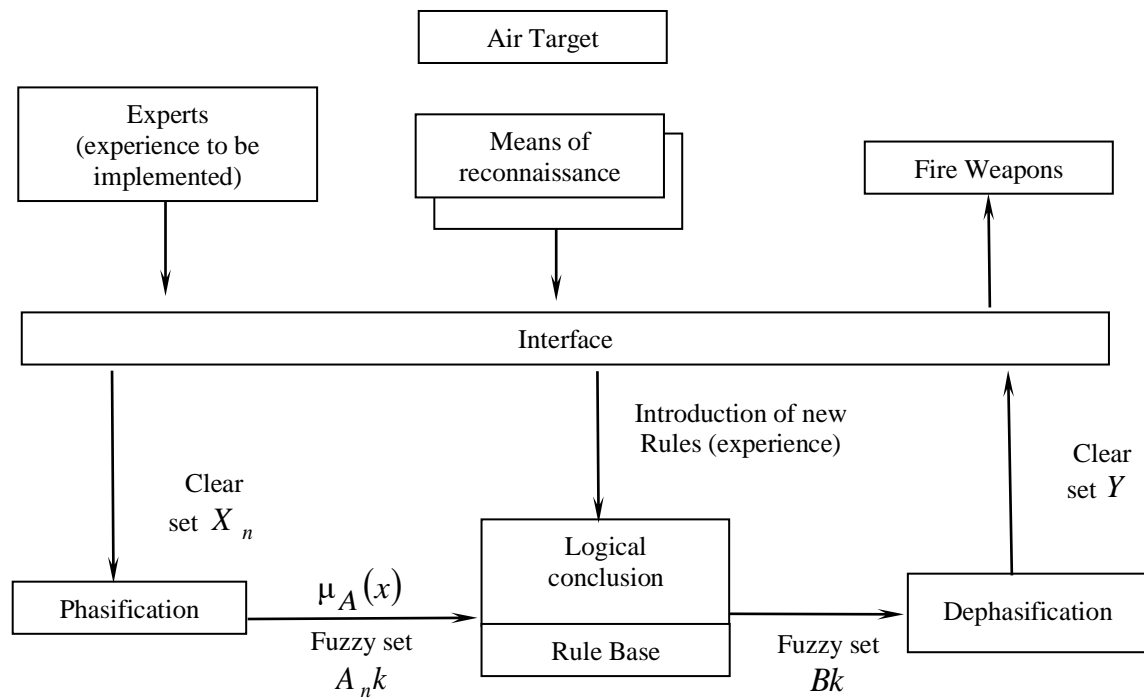 Air Target
Experts
(experience to be
implemented)
Means of
reconnaissance
Fire Weapons
Interface
Introduction of new
Rules (experience)
Clear
set X n
Clear
set Y
Phasification
μ A (x)
Fuzzy set
A n k
Logical
conclusion
Rule Base
Fuzzy set
Bk
Dephasification